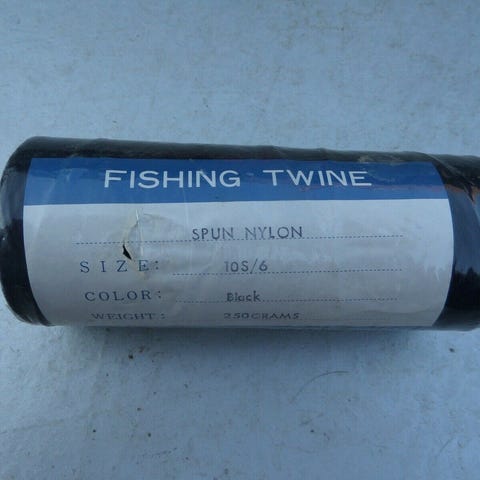 FISHING TWINE
SPUN NYLON
SIZE: 10S/6
COLOR: Black
WEIGHT: 250GRAMS